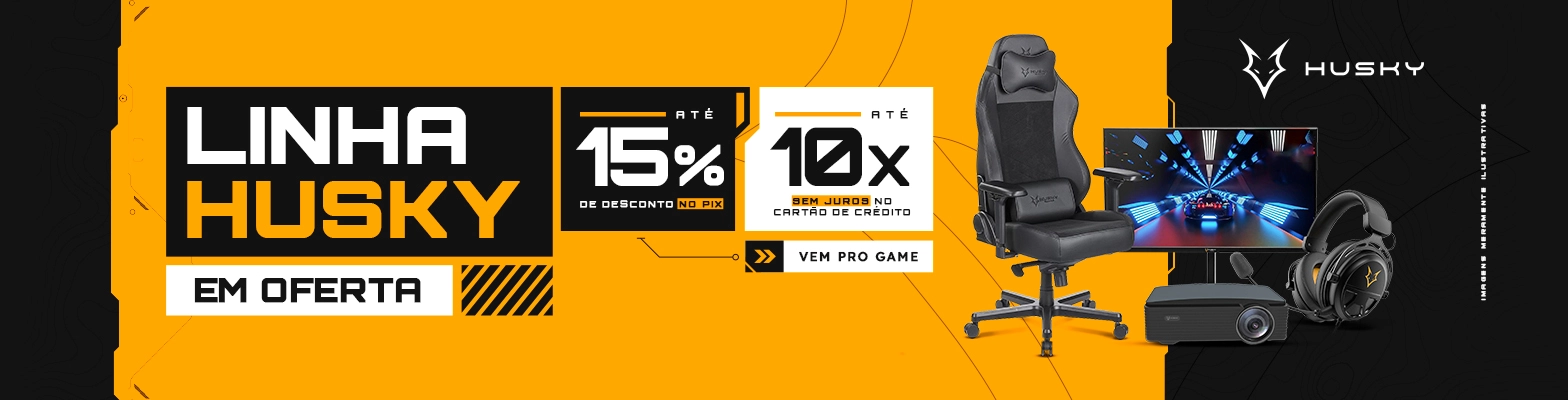 LINHA
HUSKY
EM OFERTA
ATÉ
15%
DE DESCONTO NO PIX
ATÉ
10x
SEM JUROS NO
CARTÃO DE CRÉDITO
VEM PRO GAME
HUSKY
IMAGENS MERAMENTE ILUSTRATIVAS